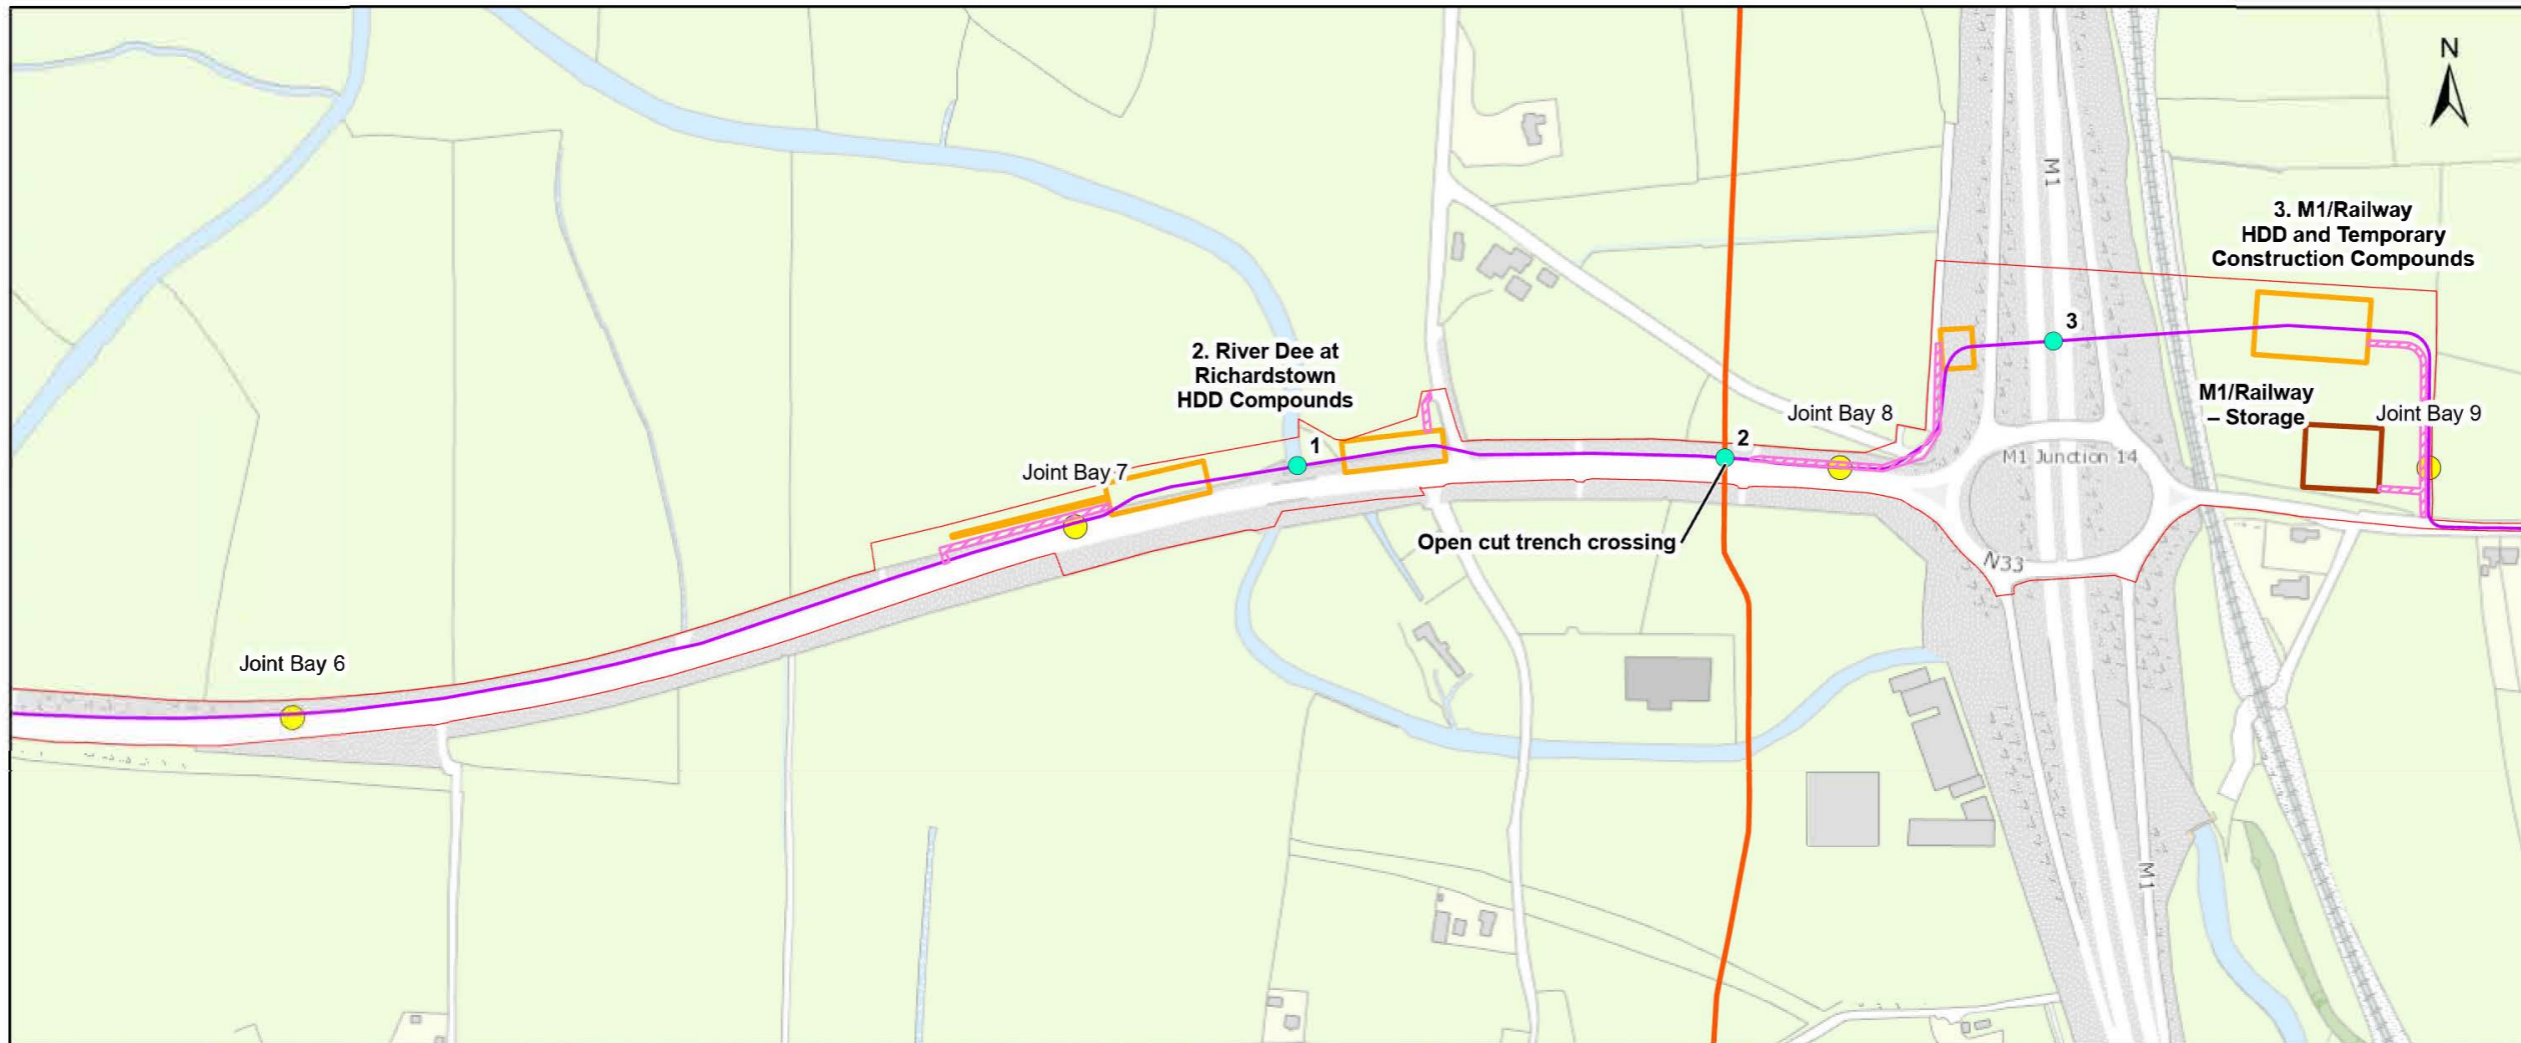 N
M1
3. M1/Railway
HDD and Temporary
Construction Compounds
3
2. River Dee at
Richardstown
HDD Compounds
M1/Railway
– Storage
Joint Bay 8
Joint Bay 9
1
2
Joint Bay 7
M1 Junction 14
Open cut trench crossing
N33
Joint Bay 6
M1